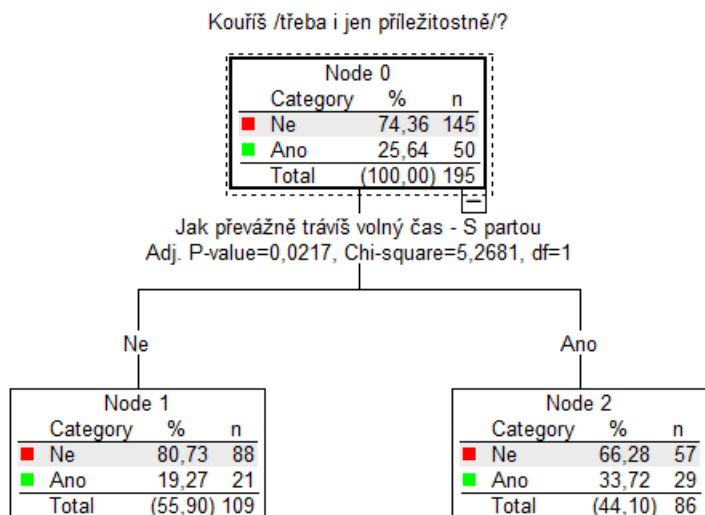 Kouříš /třeba i jen příležitostně/?
Node 0
Category % n
Ne 74,36 145
Ano 25,64 50
Total (100,00) 195
Jak převážně trávíš volný čas - S partou
Adj. P-value=0,0217, Chi-square=5,2681, df=1
Ne
Ano
Node 1
Category % n
Ne 80,73 88
Ano 19,27 21
Total (55,90) 109
Node 2
Category % n
Ne 66,28 57
Ano 33,72 29
Total (44,10) 86